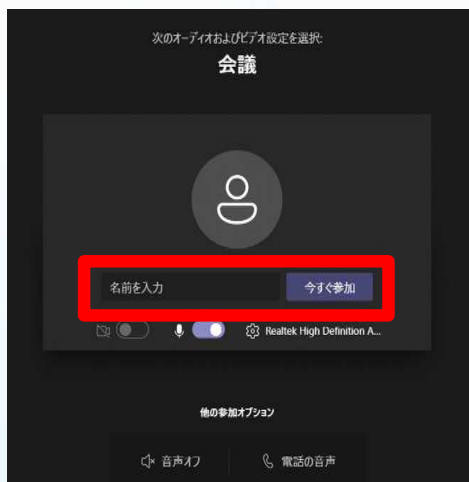 次のオーディオおよびビデオ設定を選択:
会議
名前を入力 今すぐ参加
Realtek High Definition A...
他の参加オプション
音声オフ 電話の音声